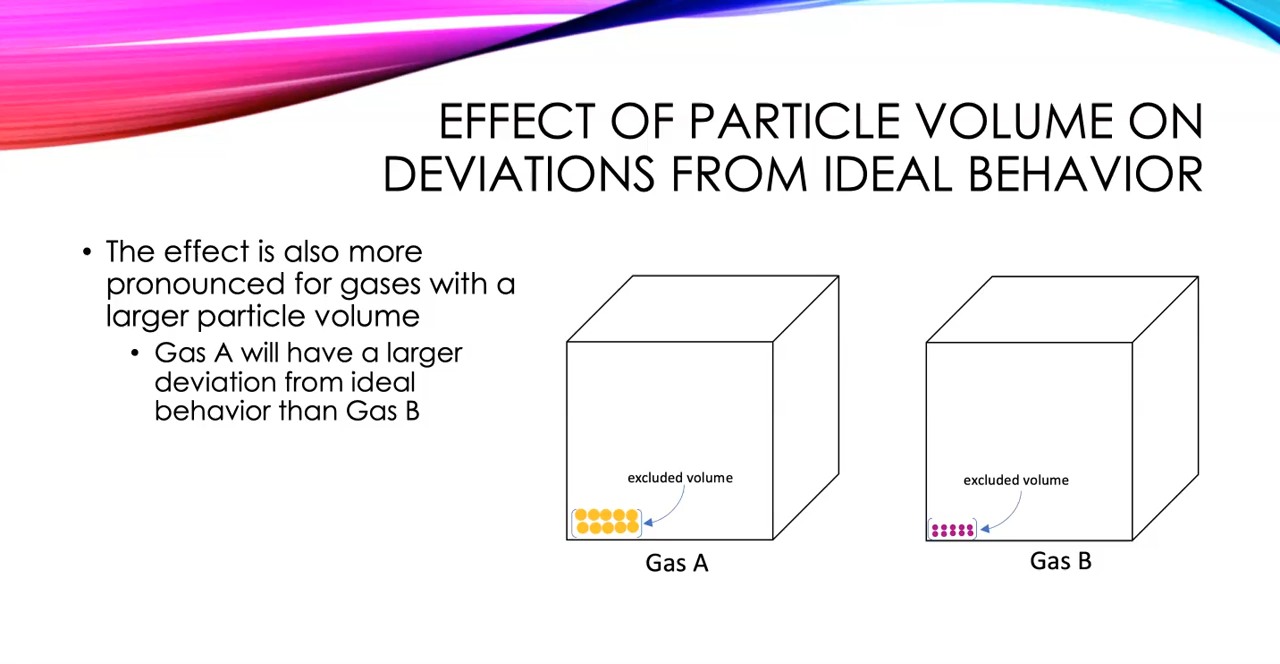 EFFECT OF PARTICLE VOLUME ON
DEVIATIONS FROM IDEAL BEHAVIOR
• The effect is also more
pronounced for gases with a
larger particle volume
• Gas A will have a larger
deviation from ideal
behavior than Gas B
excluded volume
Gas A
excluded volume
Gas B